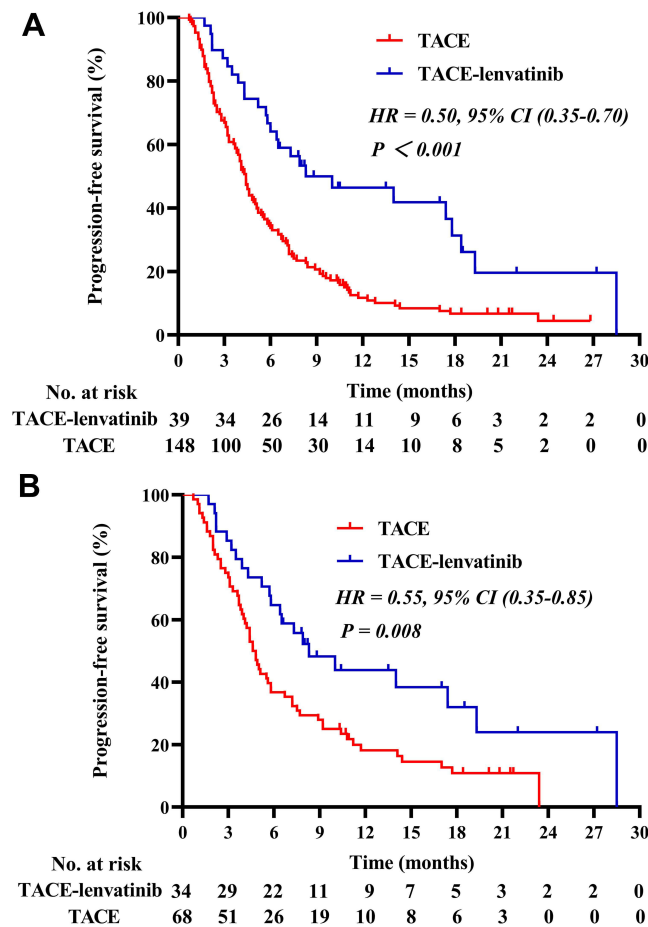 A
Progression-free survival (%)
100
80
60
40
20
0
TACE
TACE-lenvatinib
HR = 0.50, 95% CI (0.35-0.70)
P < 0.001
0 3 6 9 12 15 18 21 24 27 30
No. at risk Time (months)
TACE-lenvatinib 39 34 26 14 11 9 6 3 2 2 0
TACE 148 100 50 30 14 10 8 5 2 0 0
B
Progression-free survival (%)
100
80
60
40
20
0
TACE
TACE-lenvatinib
HR = 0.55, 95% CI (0.35-0.85)
P = 0.008
0 3 6 9 12 15 18 21 24 27 30
No. at risk Time (months)
TACE-lenvatinib 34 29 22 11 9 7 5 3 2 2 0
TACE 68 51 26 19 10 8 6 3 0 0 0